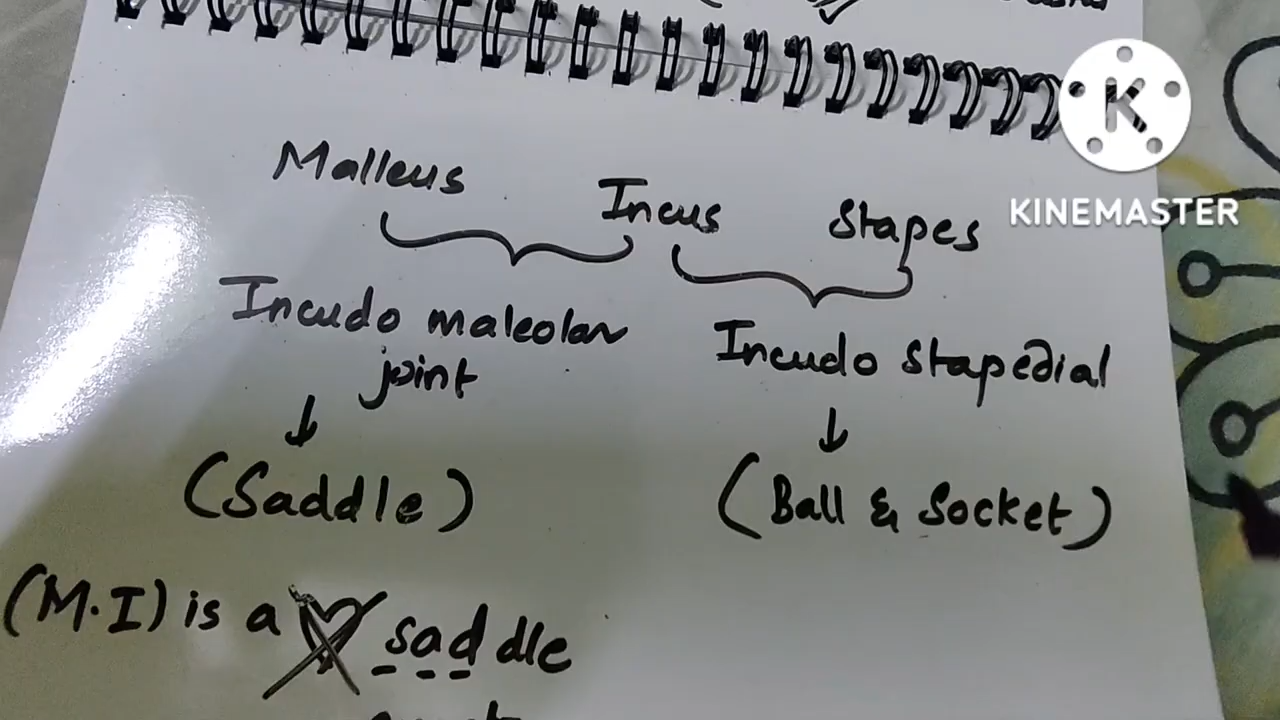 Malleus Incus Stapes
Incudo maleolar joint
Incudo Stapedial
↓ ↓
(Saddle) (Ball & Socket)
(M.I) is a saddle
KINEMASTER